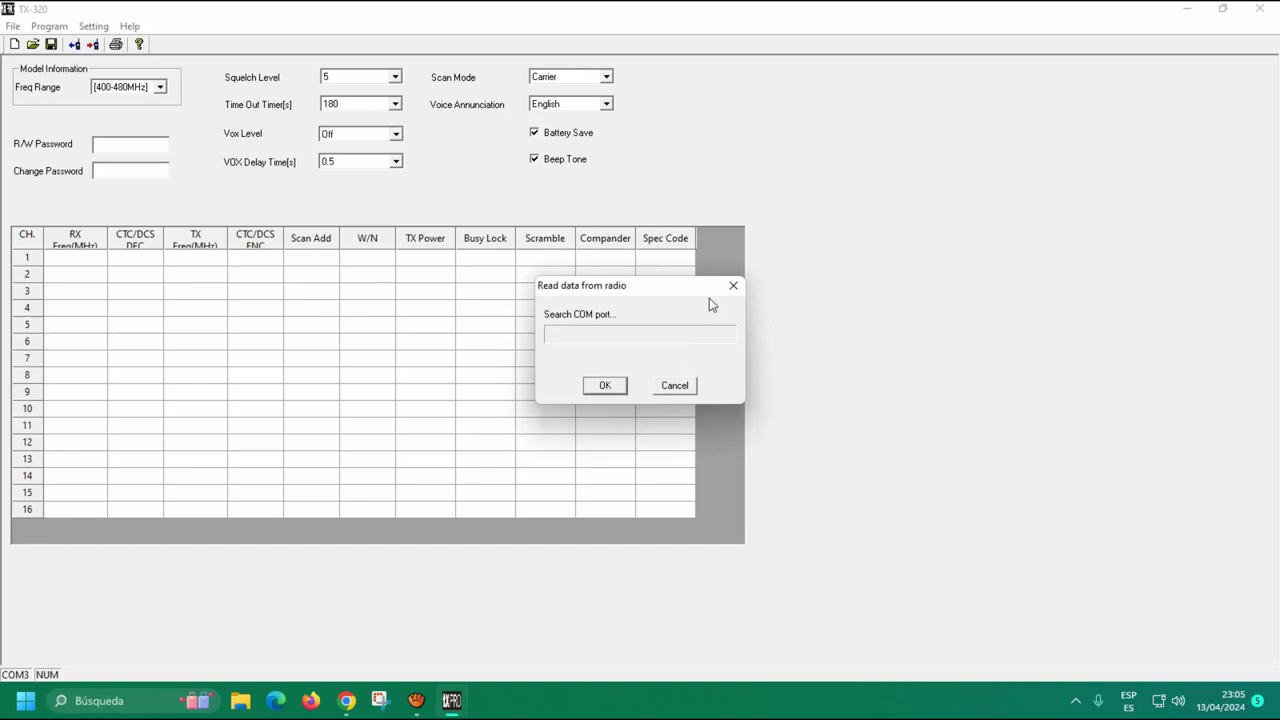 TX-320
File Program Setting Help
Model Information
Freq Range [400-480MHz]
R/W Password
Change Password
Squelch Level 5
Time Out Timer[s] 180
Vox Level Off
VOX Delay Time[s] 0.5
Scan Mode Carrier
Voice Annunciation English
Battery Save
Beep Tone
CH. RX Freq(MHz) CTC/DCS DEC TX Freq(MHz) CTC/DCS ENC Scan Add W/N TX Power Busy Lock Scramble Compander Spec Code
1
2
3
4
5
6
7
8
9
10
11
12
13
14
15
16
Read data from radio
Search COM port...
OK Cancel
COM3 NUM
Búsqueda
ESP
ES
23:05
13/04/2024
5